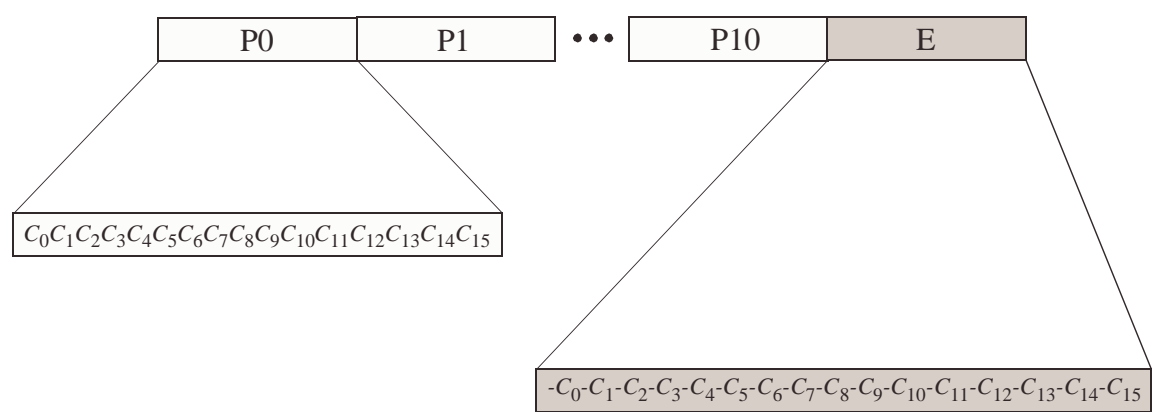 P0 P1 ••• P10 E
C₀C₁C₂C₃C₄C₅C₆C₇C₈C₉C₁₀C₁₁C₁₂C₁₃C₁₄C₁₅
-C₀-C₁-C₂-C₃-C₄-C₅-C₆-C₇-C₈-C₉-C₁₀-C₁₁-C₁₂-C₁₃-C₁₄-C₁₅